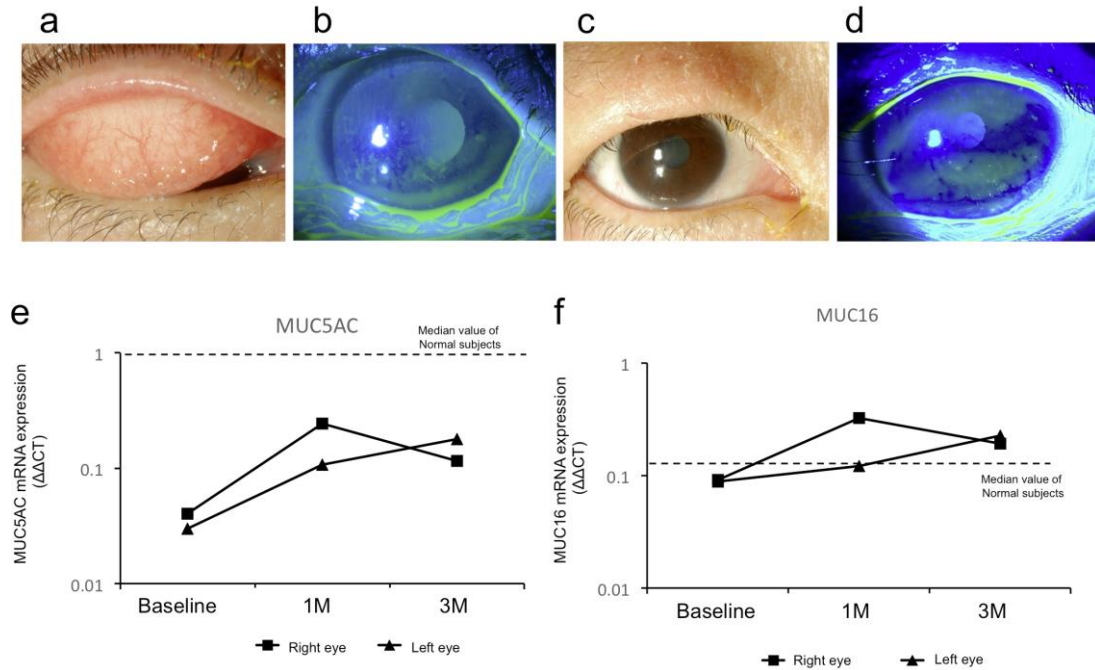 a
b
c
d
e
MUC5AC
Median value of
Normal subjects
MUC5AC mRNA expression
(ΔΔCT)
1
0.1
0.01
Baseline
1M
3M
Right eye
Left eye
f
MUC16
MUC16 mRNA expression
(ΔΔCT)
1
0.1
0.01
Median value of
Normal subjects
Baseline
1M
3M
Right eye
Left eye